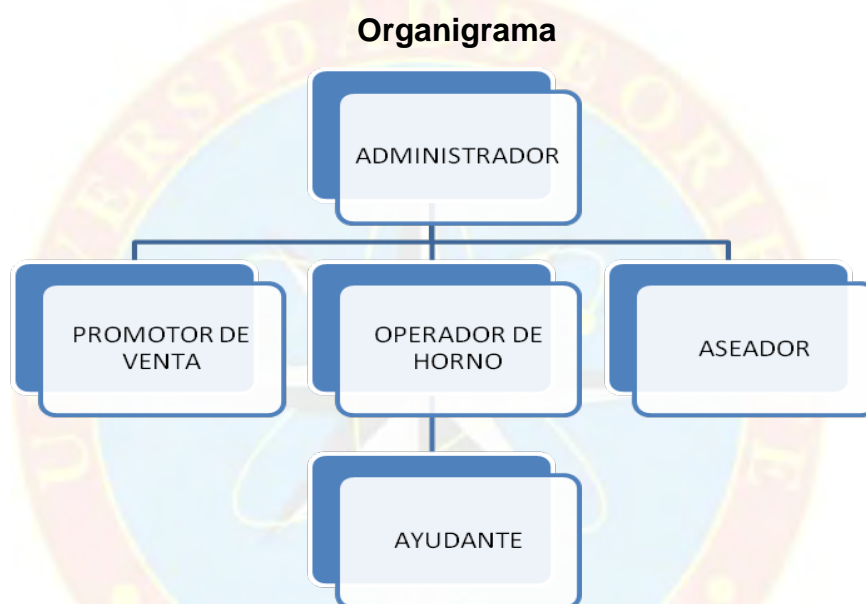 Organigrama
ADMINISTRADOR
PROMOTOR DE
VENTA
OPERADOR DE
HORNO
ASEADOR
AYUDANTE